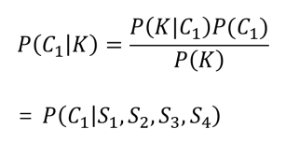 P(C₁|K) = P(K|C₁)P(C₁) / P(K)
= P(C₁|S₁, S₂, S₃, S₄)